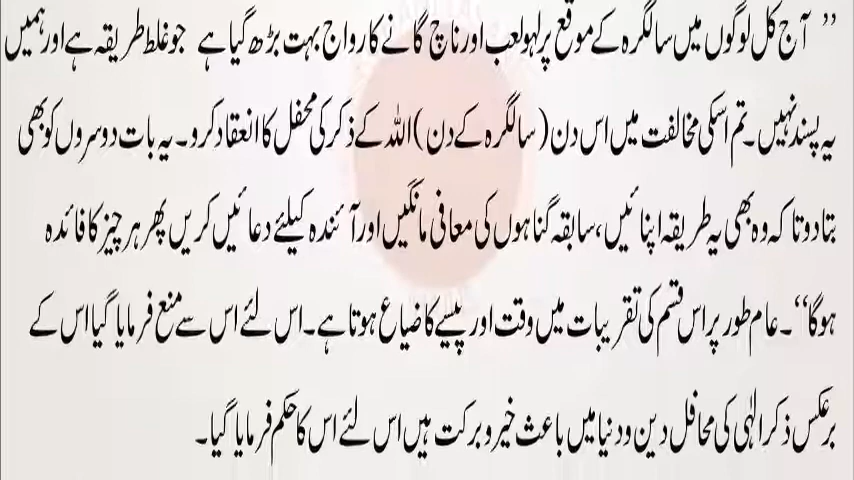 ” آج کل لوگوں میں سالگرہ کے موقع پر لہو لعب اور ناچ گانے کا رواج بہت بڑھ گیا ہے جو غلط طریقہ ہے اور ہمیں
یہ پسند نہیں۔ تم اسکی مخالفت میں اس دن (سالگرہ کے دن) اللہ کے ذکر کی محفل کا انعقاد کرو۔ یہ بات دوسروں کو بھی
بتا دو تا کہ وہ بھی یہ طریقہ اپنائیں، سابقہ گناہوں کی معافی مانگیں اور آئندہ کیلئے دعائیں کریں پھر ہر چیز کا فائدہ
ہوگا“۔ عام طور پر اس قسم کی تقریبات میں وقت اور پیسے کا ضیاع ہوتا ہے۔ اس لئے اس سے منع فرمایا گیا اس کے
برعکس ذکر الٰہی کی محافل دین و دنیا میں باعث خیر و برکت ہیں اس لئے اس کا حکم فرمایا گیا۔